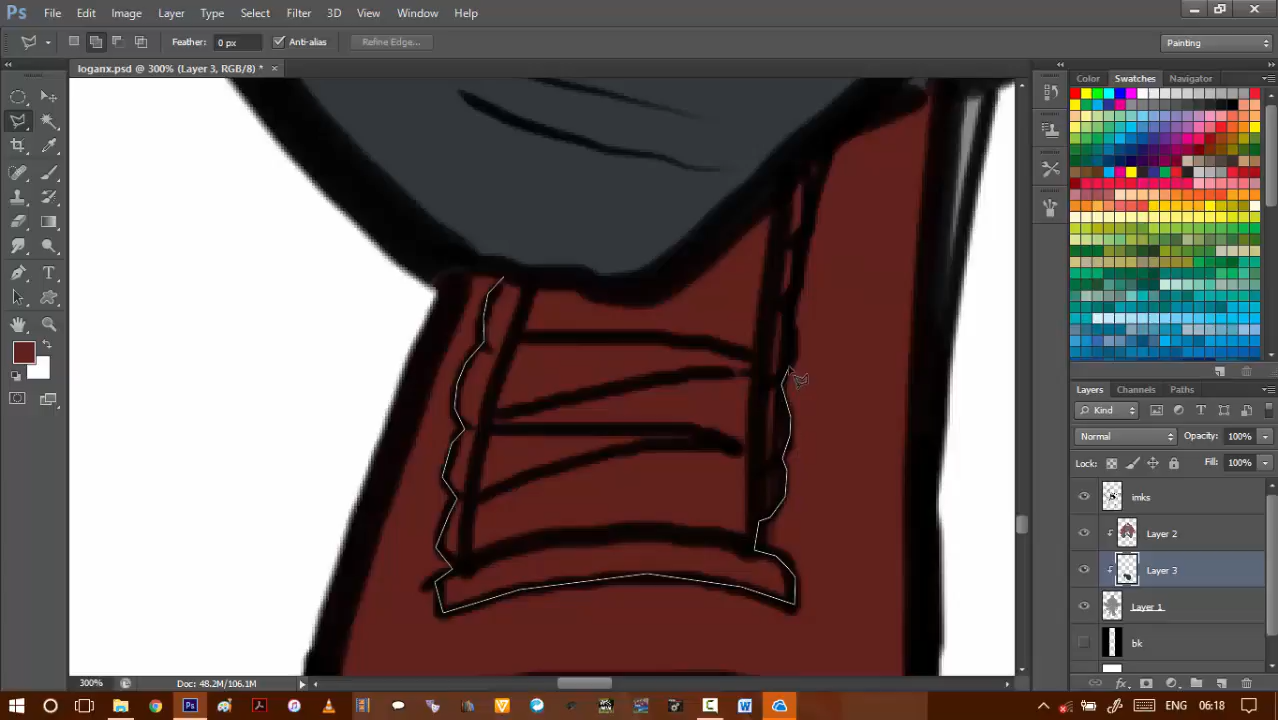 Ps File Edit Image Layer Type Select Filter 3D View Window Help
Feather: 0 px Anti-alias Refine Edge... Painting
loganx.psd @ 300% (Layer 3, RGB/8) * ×
Color Swatches Navigator
Layers Channels Paths
Kind
Normal Opacity: 100%
Lock: Fill: 100%
imks
Layer 2
Layer 3
Layer 1
bk
300% Doc: 48.2M/106.1M
ENG 06:18